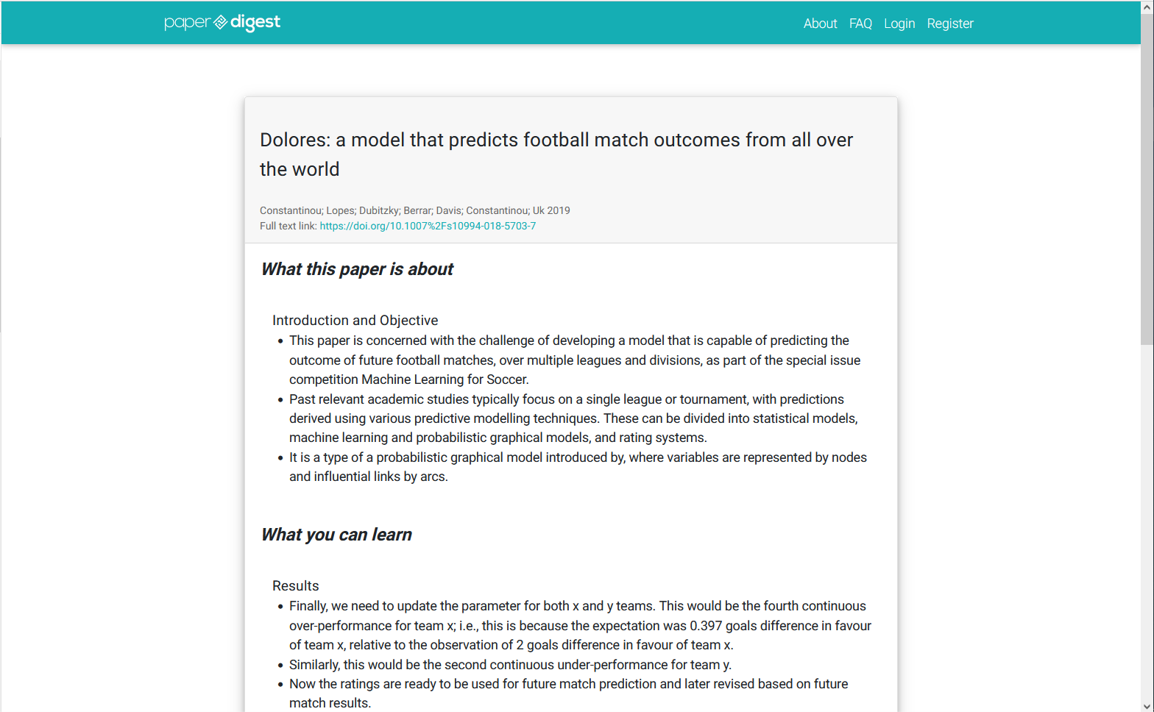 paper digest
About FAQ Login Register
Dolores: a model that predicts football match outcomes from all over
the world
Constantinou; Lopes; Dubitzky; Berrar; Davis; Constantinou; Uk 2019
Full text link: https://doi.org/10.1007%2Fs10994-018-5703-7
What this paper is about
Introduction and Objective
• This paper is concerned with the challenge of developing a model that is capable of predicting the
outcome of future football matches, over multiple leagues and divisions, as part of the special issue
competition Machine Learning for Soccer.
• Past relevant academic studies typically focus on a single league or tournament, with predictions
derived using various predictive modelling techniques. These can be divided into statistical models,
machine learning and probabilistic graphical models, and rating systems.
• It is a type of a probabilistic graphical model introduced by, where variables are represented by nodes
and influential links by arcs.
What you can learn
Results
• Finally, we need to update the parameter for both x and y teams. This would be the fourth continuous
over-performance for team x; i.e., this is because the expectation was 0.397 goals difference in favour
of team x, relative to the observation of 2 goals difference in favour of team x.
• Similarly, this would be the second continuous under-performance for team y.
• Now the ratings are ready to be used for future match prediction and later revised based on future
match results.